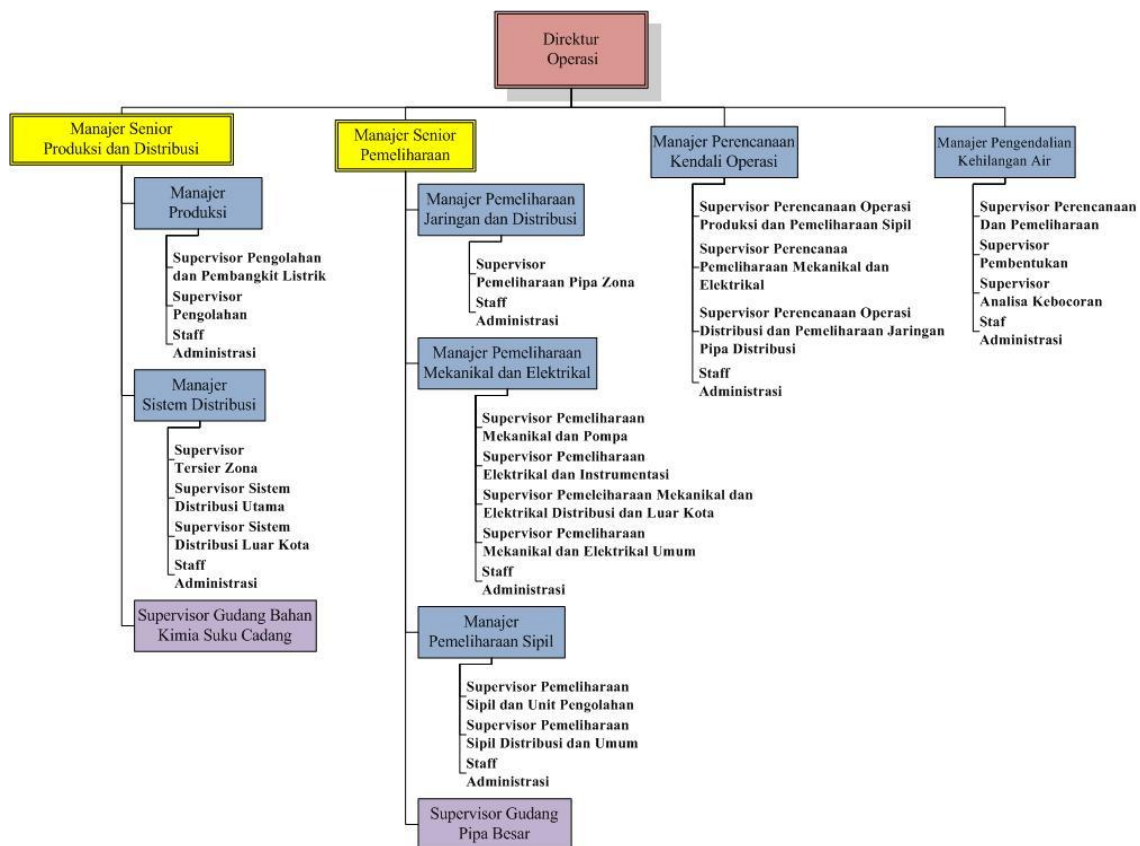 Direktur
Operasi
Manajer Senior
Produksi dan Distribusi
Manajer
Produksi
Supervisor Pengolahan
dan Pembangkit Listrik
Supervisor
Pengolahan
Staff
Administrasi
Manajer
Sistem Distribusi
Supervisor
Tersier Zona
Supervisor Sistem
Distribusi Utama
Supervisor Sistem
Distribusi Luar Kota
Staff
Administrasi
Supervisor Gudang Bahan
Kimia Suku Cadang
Manajer Senior
Pemeliharaan
Manajer Pemeliharaan
Jaringan dan Distribusi
Supervisor
Pemeliharaan Pipa Zona
Staff
Administrasi
Manajer Pemeliharaan
Mekanikal dan Elektrikal
Supervisor Pemeliharaan
Mekanikal dan Pompa
Supervisor Pemeliharaan
Elektrikal dan Instrumentasi
Supervisor Pemeleiharaan Mekanikal dan
Elektrikal Distribusi dan Luar Kota
Supervisor Pemeliharaan
Mekanikal dan Elektrikal Umum
Staff
Administrasi
Manajer
Pemeliharaan Sipil
Supervisor Pemeliharaan
Sipil dan Unit Pengolahan
Supervisor Pemeliharaan
Sipil Distribusi dan Umum
Staff
Administrasi
Supervisor Gudang
Pipa Besar
Manajer Perencanaan
Kendali Operasi
Supervisor Perencanaan Operasi
Produksi dan Pemeliharaan Sipil
Supervisor Perencanaa
Pemeliharaan Mekanikal dan
Elektrikal
Supervisor Perencanaan Operasi
Distribusi dan Pemeliharaan Jaringan
Pipa Distribusi
Staff
Administrasi
Manajer Pengendalian
Kehilangan Air
Supervisor Perencanaan
Dan Pemeliharaan
Supervisor
Pembentukan
Supervisor
Analisa Kebocoran
Staf
Administrasi